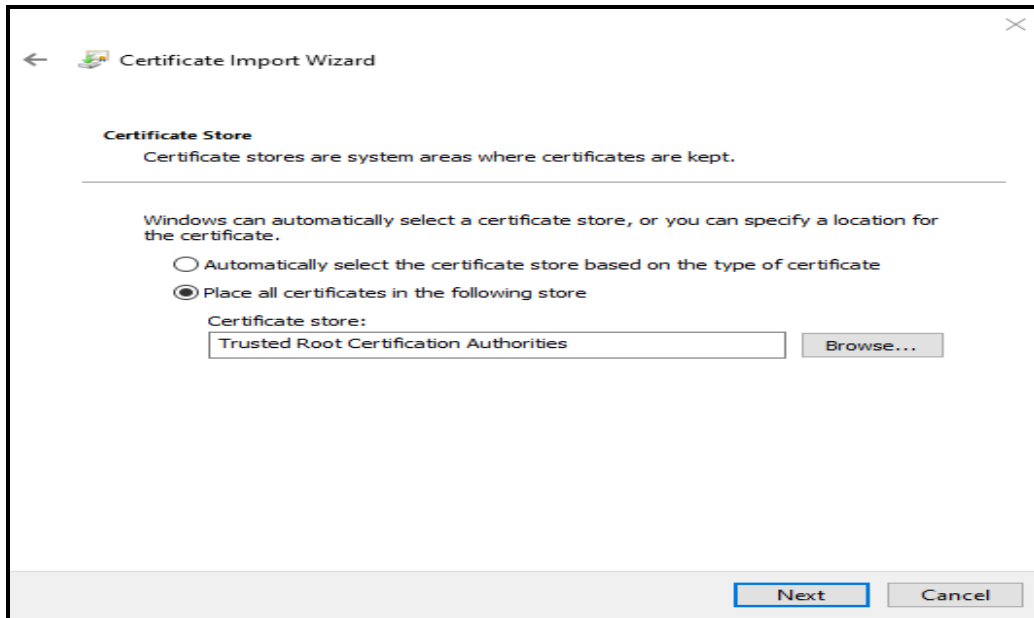 Certificate Import Wizard
Certificate Store
Certificate stores are system areas where certificates are kept.
Windows can automatically select a certificate store, or you can specify a location for
the certificate.
Automatically select the certificate store based on the type of certificate
Place all certificates in the following store
Certificate store:
Trusted Root Certification Authorities
Browse...
Next
Cancel